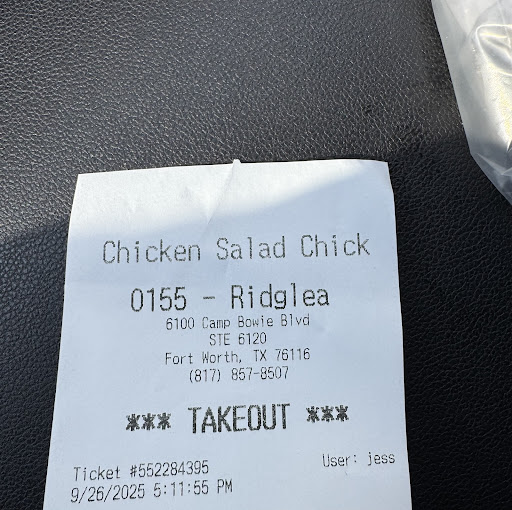 Chicken Salad Chick
0155 - Ridglea
6100 Camp Bowie Blvd
STE 6120
Fort Worth, TX 76116
(817) 857-8507
*** TAKEOUT ***
Ticket #552284395 User: jess
9/26/2025 5:11:55 PM